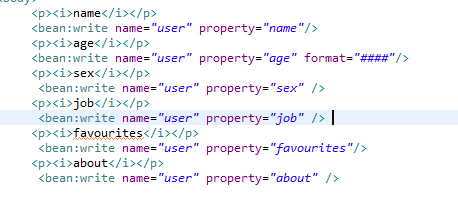 <p><i>name</i></p>
<bean:write name="user" property="name"/>
<p><i>age</i></p>
<bean:write name="user" property="age" format="####"/>
<p><i>sex</i></p>
<bean:write name="user" property="sex" />
<p><i>job</i></p>
<bean:write name="user" property="job" />
<p><i>favourites</i></p>
<bean:write name="user" property="favourites"/>
<p><i>about</i></p>
<bean:write name="user" property="about" />